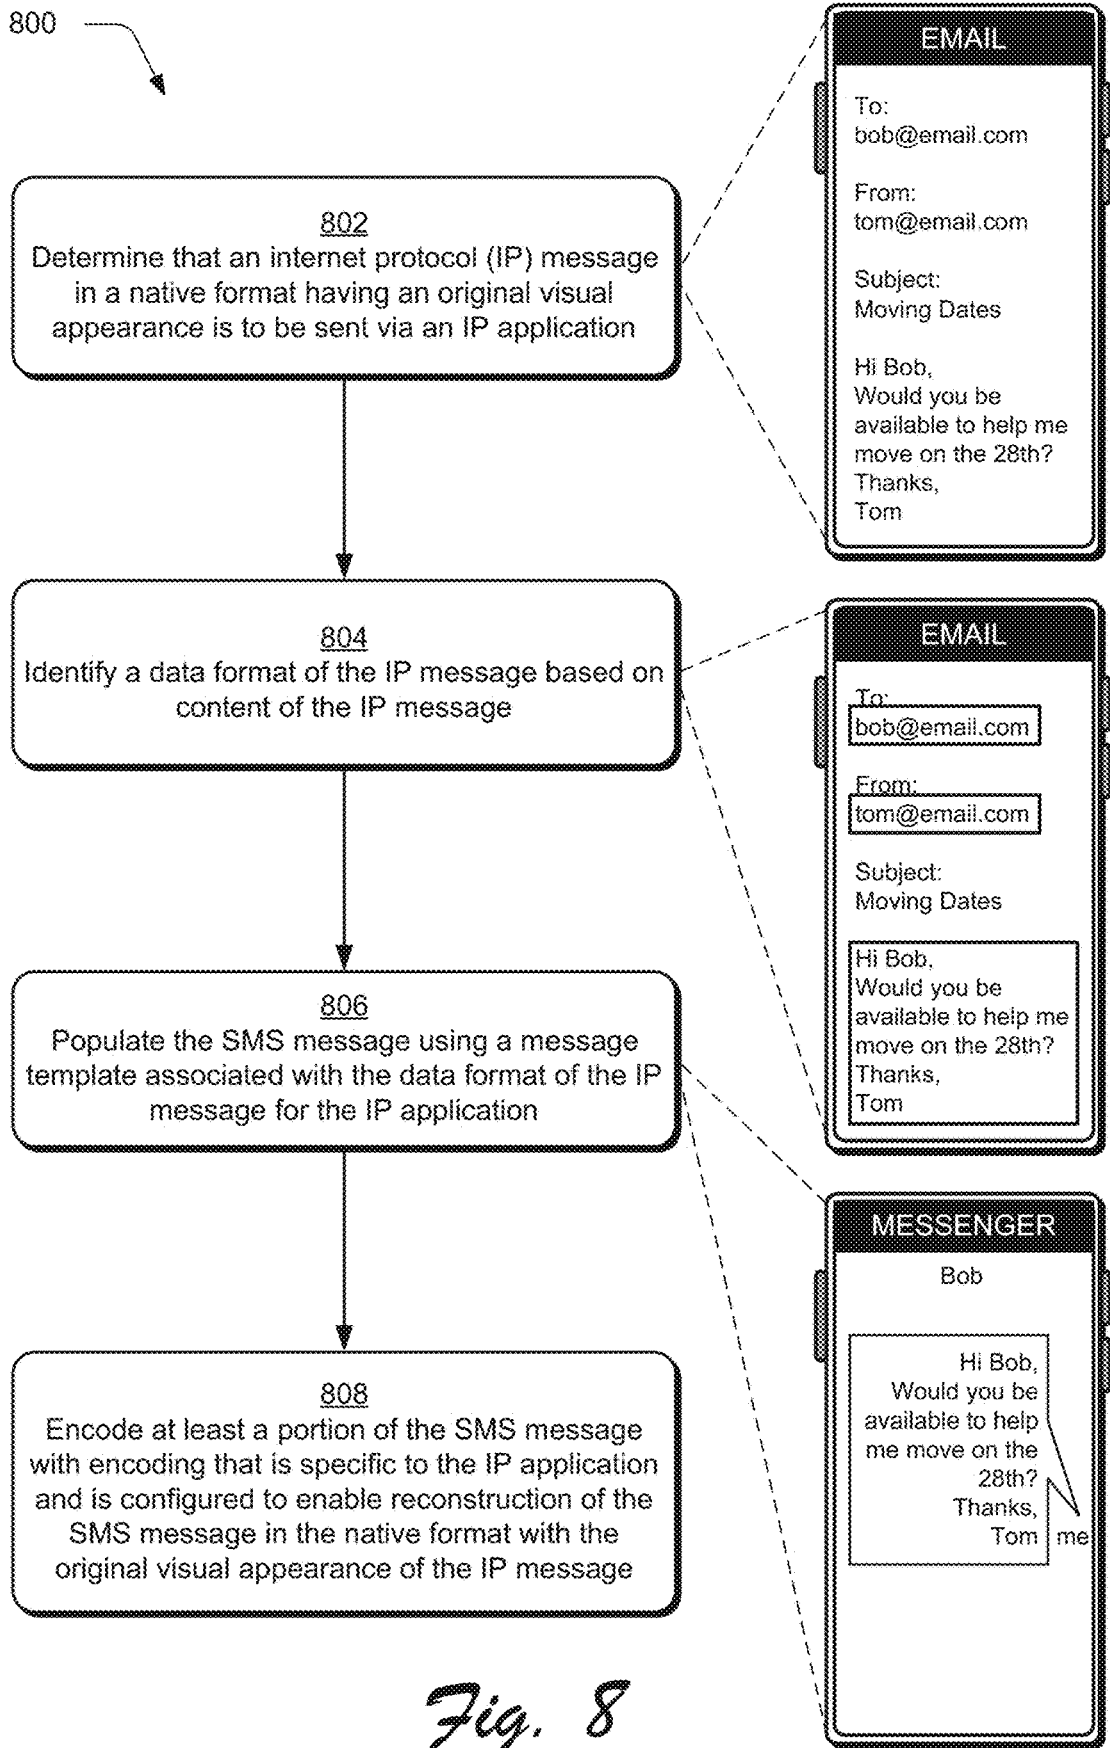 800
802
Determine that an internet protocol (IP) message
in a native format having an original visual
appearance is to be sent via an IP application
EMAIL
To:
bob@email.com
From:
tom@email.com
Subject:
Moving Dates
Hi Bob,
Would you be
available to help me
move on the 28th?
Thanks,
Tom
804
Identify a data format of the IP message based on
content of the IP message
EMAIL
To:
bob@email.com
From:
tom@email.com
Subject:
Moving Dates
Hi Bob,
Would you be
available to help me
move on the 28th?
Thanks,
Tom
806
Populate the SMS message using a message
template associated with the data format of the IP
message for the IP application
MESSENGER
Bob
Hi Bob,
Would you be
available to help
me move on the
28th?
Thanks,
Tom
me
808
Encode at least a portion of the SMS message
with encoding that is specific to the IP application
and is configured to enable reconstruction of the
SMS message in the native format with the
original visual appearance of the IP message
Fig. 8